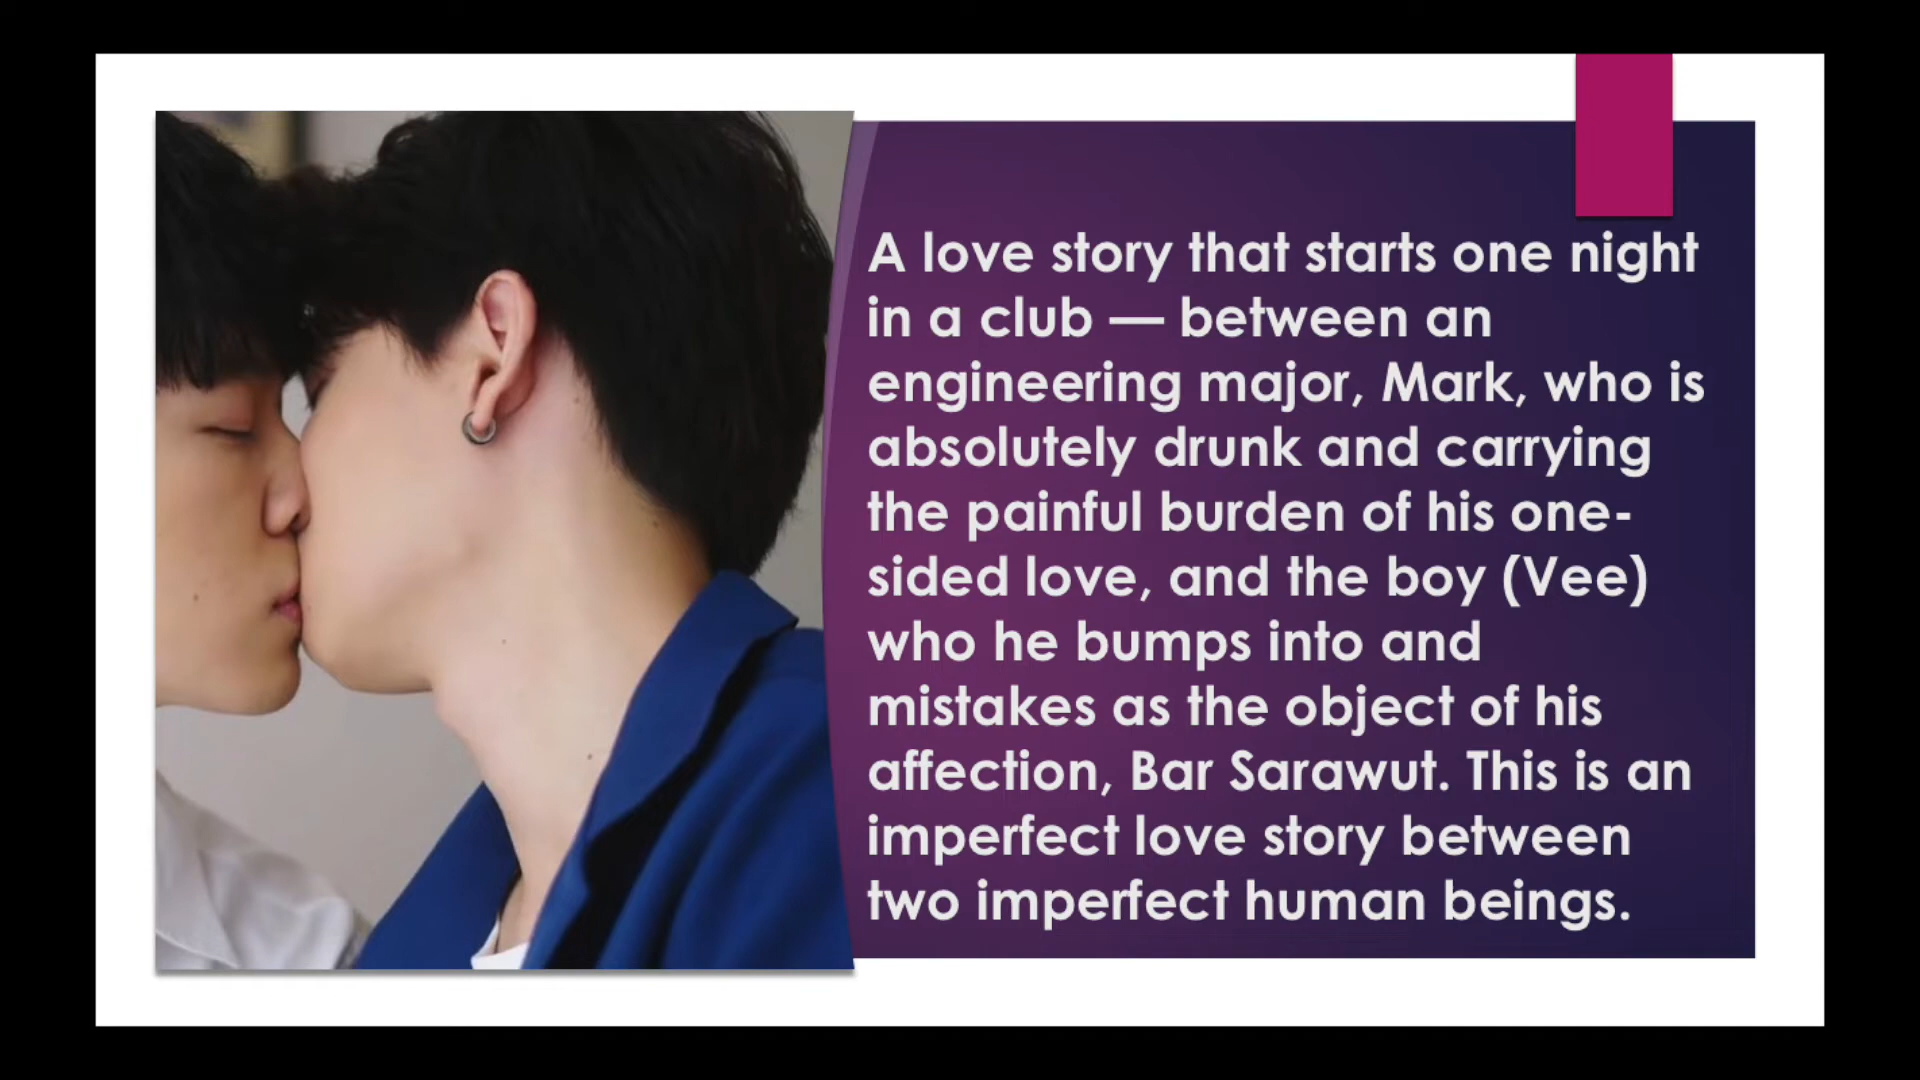 A love story that starts one night
in a club — between an
engineering major, Mark, who is
absolutely drunk and carrying
the painful burden of his one-
sided love, and the boy (Vee)
who he bumps into and
mistakes as the object of his
affection, Bar Sarawut. This is an
imperfect love story between
two imperfect human beings.